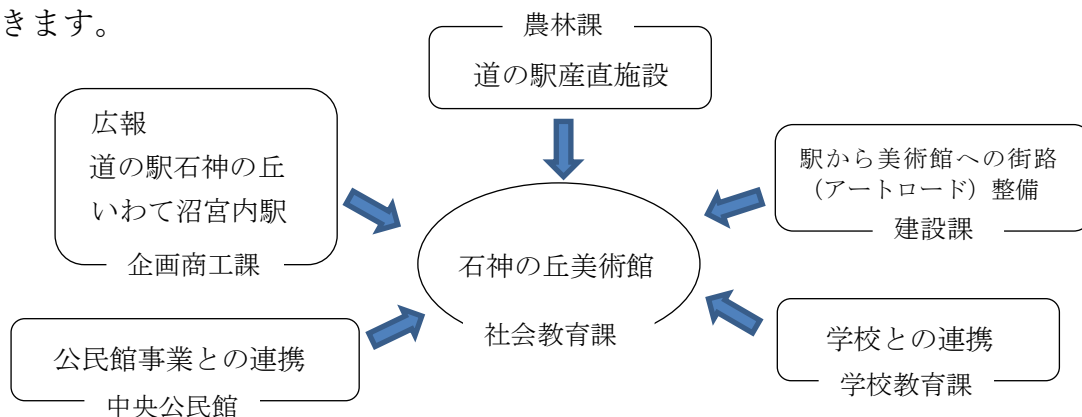 きます。
農林課
道の駅産直施設
広報
道の駅石神の丘
いわて沼宮内駅
企画商工課
駅から美術館への街路
（アートロード）整備
建設課
石神の丘美術館
社会教育課
公民館事業との連携
中央公民館
学校との連携
学校教育課